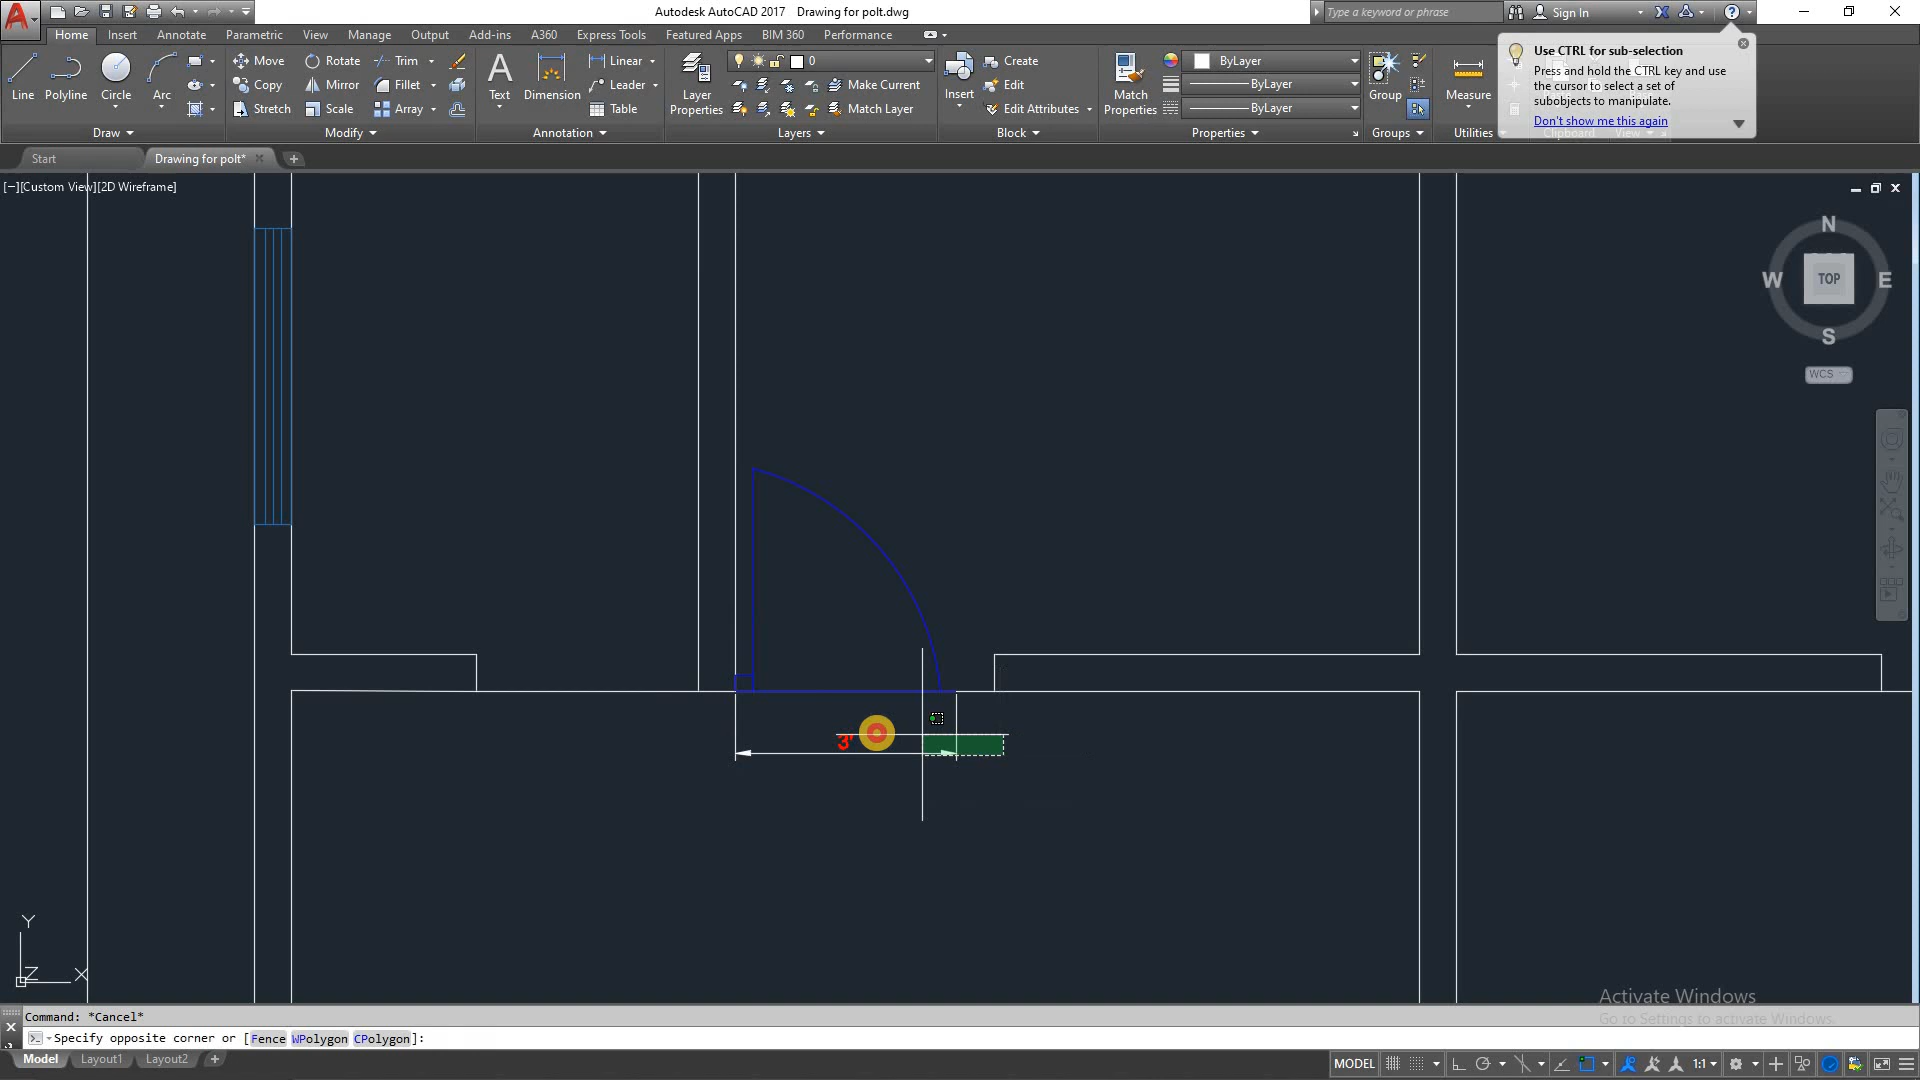 Autodesk AutoCAD 2017 Drawing for polt.dwg
Type a keyword or phrase
Sign In
Home Insert Annotate Parametric View Manage Output Add-ins A360 Express Tools Featured Apps BIM 360 Performance
Line Polyline Circle Arc
Draw
Move Rotate Trim
Copy Mirror Fillet
Stretch Scale Array
Modify
Text Dimension
Linear
Leader
Table
Annotation
Layer
Properties
0
Make Current
Match Layer
Layers
Insert
Create
Edit
Edit Attributes
Block
Match
Properties
ByLayer
ByLayer
ByLayer
Properties
Group
Groups
Measure
Utilities
Clipboard
View
Use CTRL for sub-selection
Press and hold the CTRL key and use
the cursor to select a set of
subobjects to manipulate.
Don't show me this again
Start Drawing for polt*
[−][Custom View][2D Wireframe]
N
W TOP E
S
WCS
3'
Y
Z X
Activate Windows
Go to Settings to activate Windows.
Command: *Cancel*
Specify opposite corner or [Fence WPolygon CPolygon]:
Model Layout1 Layout2 +
MODEL 1:1